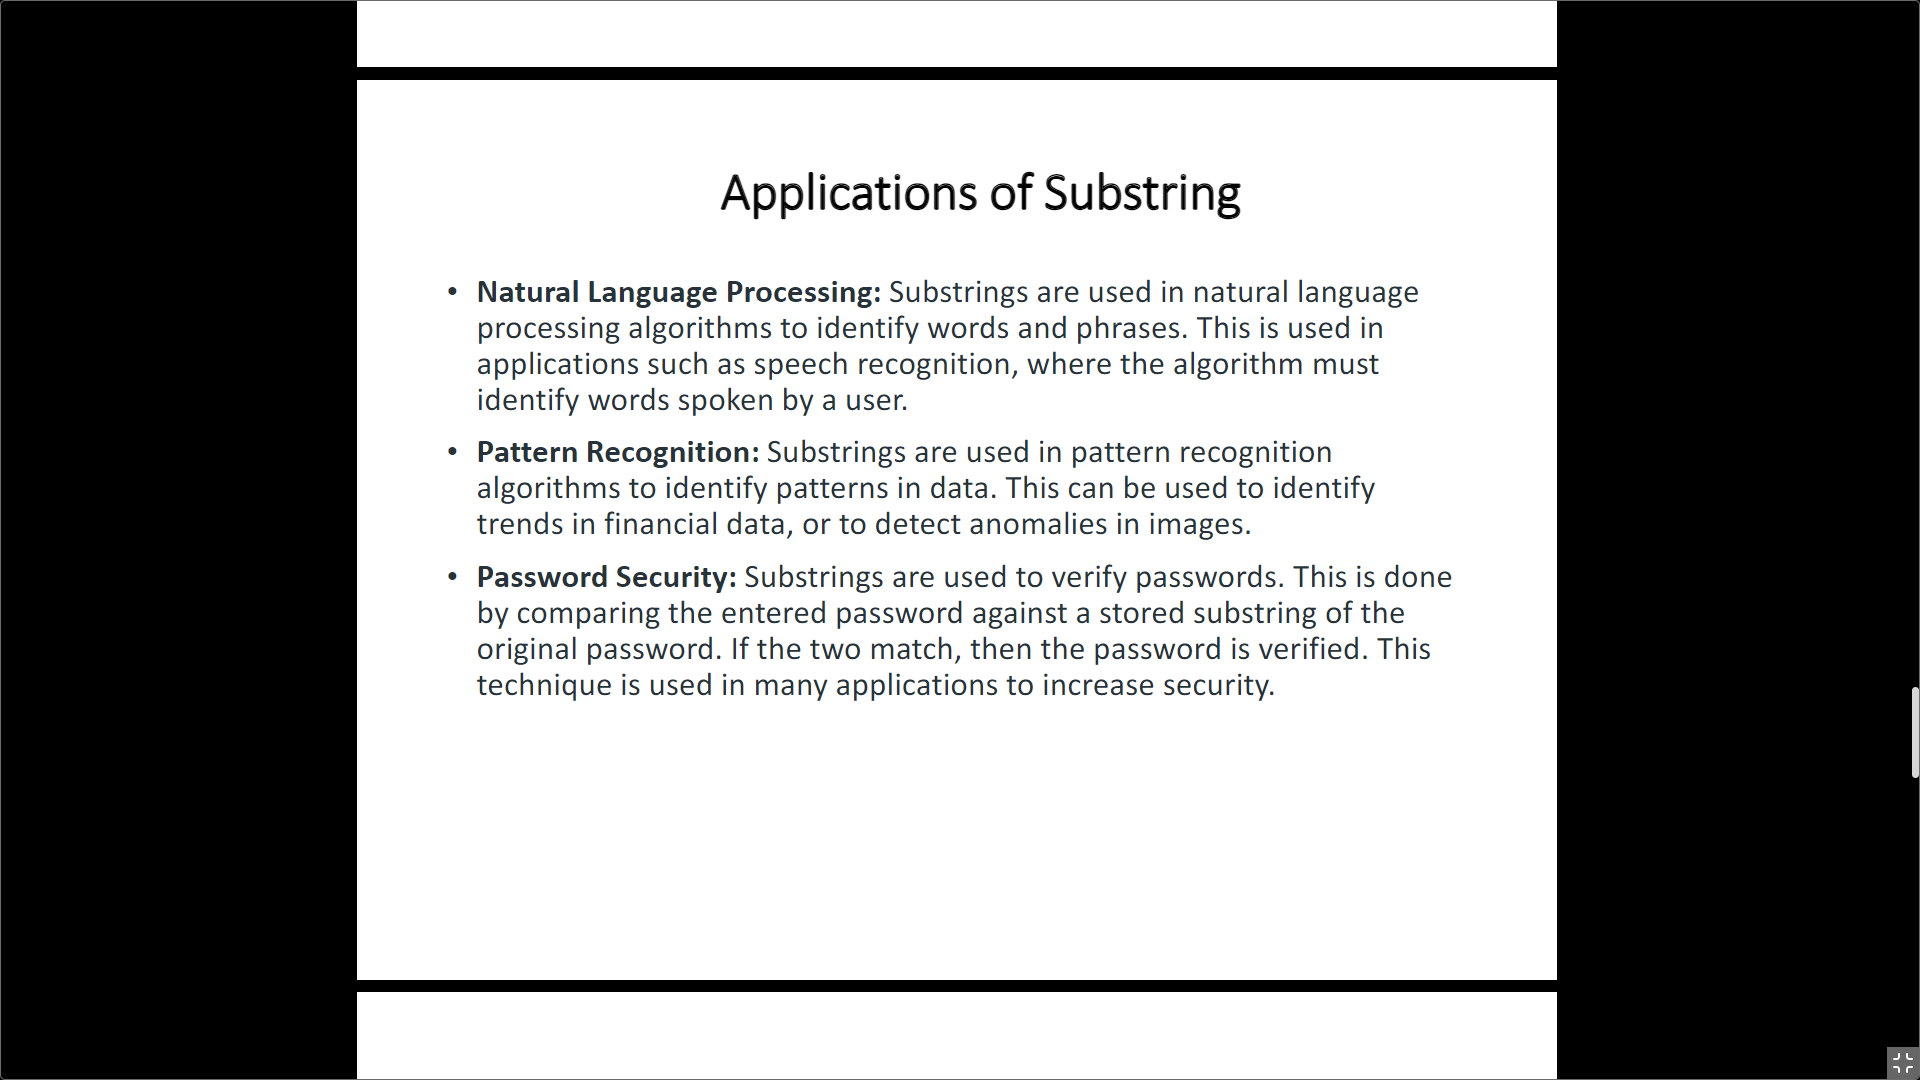 Applications of Substring
• Natural Language Processing: Substrings are used in natural language
processing algorithms to identify words and phrases. This is used in
applications such as speech recognition, where the algorithm must
identify words spoken by a user.
• Pattern Recognition: Substrings are used in pattern recognition
algorithms to identify patterns in data. This can be used to identify
trends in financial data, or to detect anomalies in images.
• Password Security: Substrings are used to verify passwords. This is done
by comparing the entered password against a stored substring of the
original password. If the two match, then the password is verified. This
technique is used in many applications to increase security.